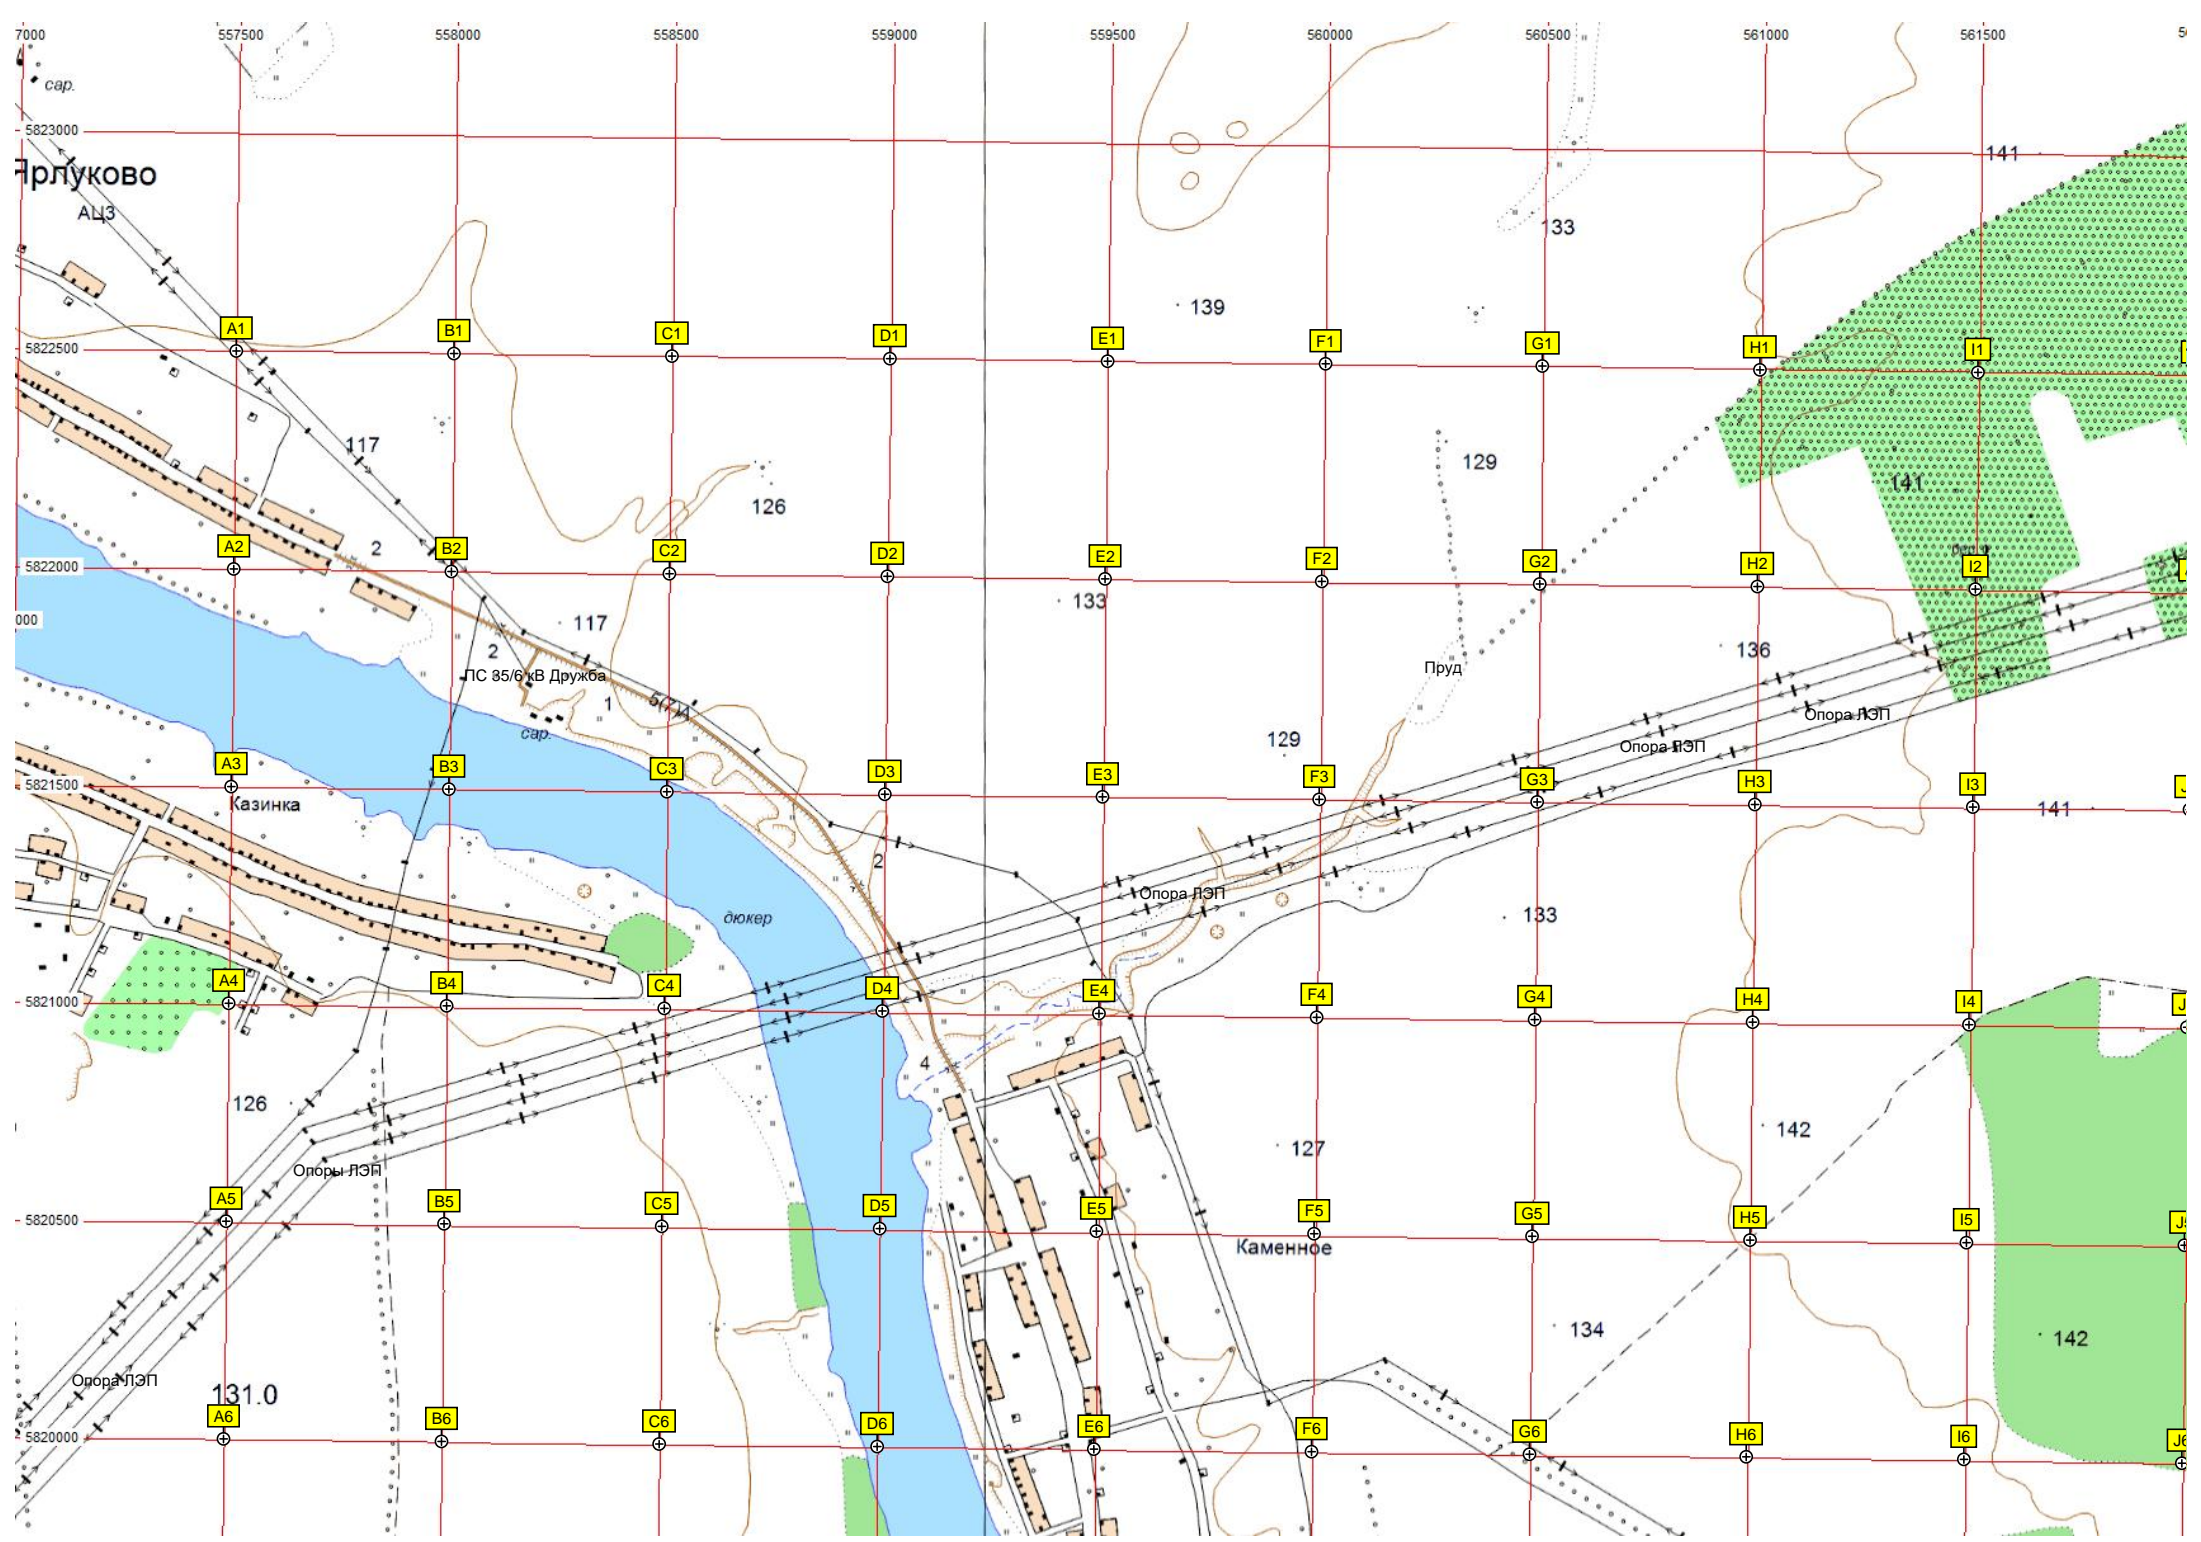 7000 557500 558000 558500 559000 559500 560000 560500 561000 561500
сар.
5823000
141
Ярлуково
АЦЗ
133
139
A1 B1 C1 D1 E1 F1 G1 H1 I1
5822500
117
129
141
126
2
A2 B2 C2 D2 E2 F2 G2 H2 I2
5822000
133
000
117
2
136
ПС 35/6 кВ Дружба
Пруд
1
5(7)А
Опора ЛЭП
сар.
129
Опора ЛЭП
A3 B3 C3 D3 E3 F3 G3 H3 I3 J
5821500
Казинка
141
2
Опора ЛЭП
дюкер
133
A4 B4 C4 D4 E4 F4 G4 H4 I4 J
5821000
4
126
142
127
Опоры ЛЭП
A5 B5 C5 D5 E5 F5 G5 H5 I5 J5
5820500
Каменное
134
142
Опора ЛЭП
131.0
A6 B6 C6 D6 E6 F6 G6 H6 I6 J6
5820000